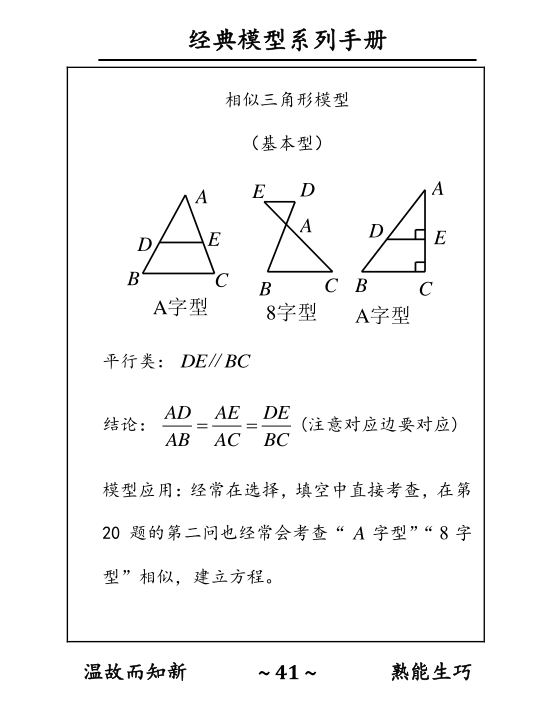 经典模型系列手册
相似三角形模型
（基本型）
A
D
E
B
C
A字型
E
D
A
B
C
8字型
A
D
E
B
C
A字型
平行类： DE // BC
结论： AD/AB = AE/AC = DE/BC (注意对应边要对应)
模型应用：经常在选择，填空中直接考查，在第
20 题的第二问也经常会考查“ A 字型”“ 8 字
型”相似，建立方程。
温故而知新 ~ 41 ~ 熟能生巧